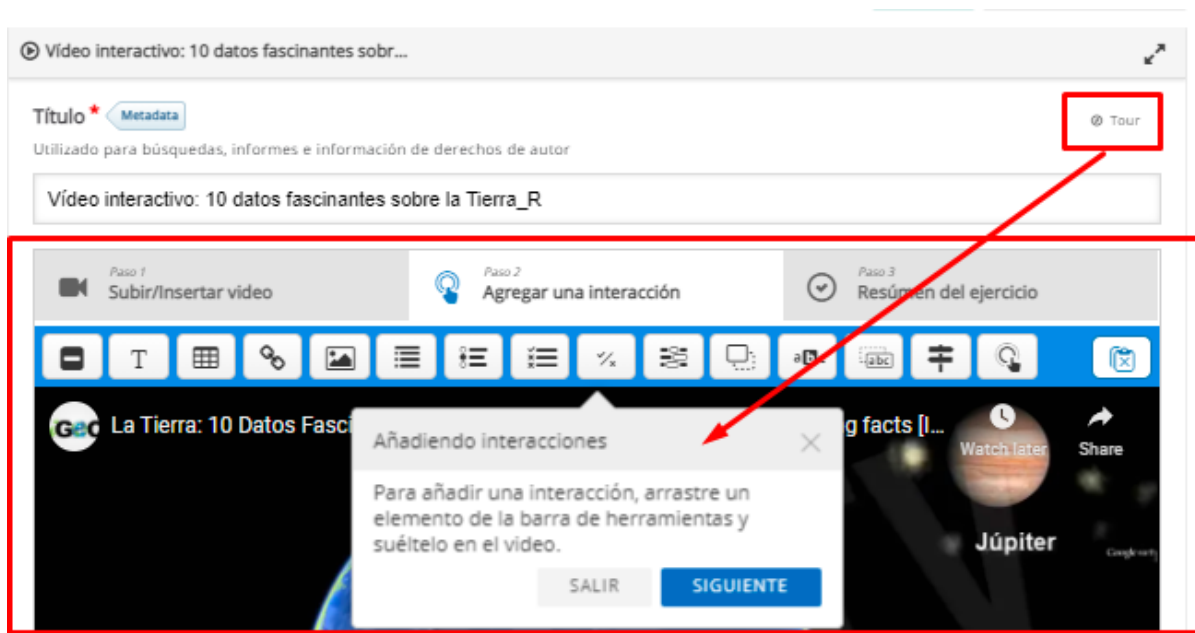 Vídeo interactivo: 10 datos fascinantes sobr...
Título * Metadata
Tour
Utilizado para búsquedas, informes e información de derechos de autor
Vídeo interactivo: 10 datos fascinantes sobre la Tierra_R
Paso 1
Subir/Insertar video
Paso 2
Agregar una interacción
Paso 3
Resúmen del ejercicio
T
abc
La Tierra: 10 Datos Fasci
g facts [I...
Watch later
Share
Añadiendo interacciones
Para añadir una interacción, arrastre un
elemento de la barra de herramientas y
suéltelo en el video.
SALIR
SIGUIENTE
Júpiter